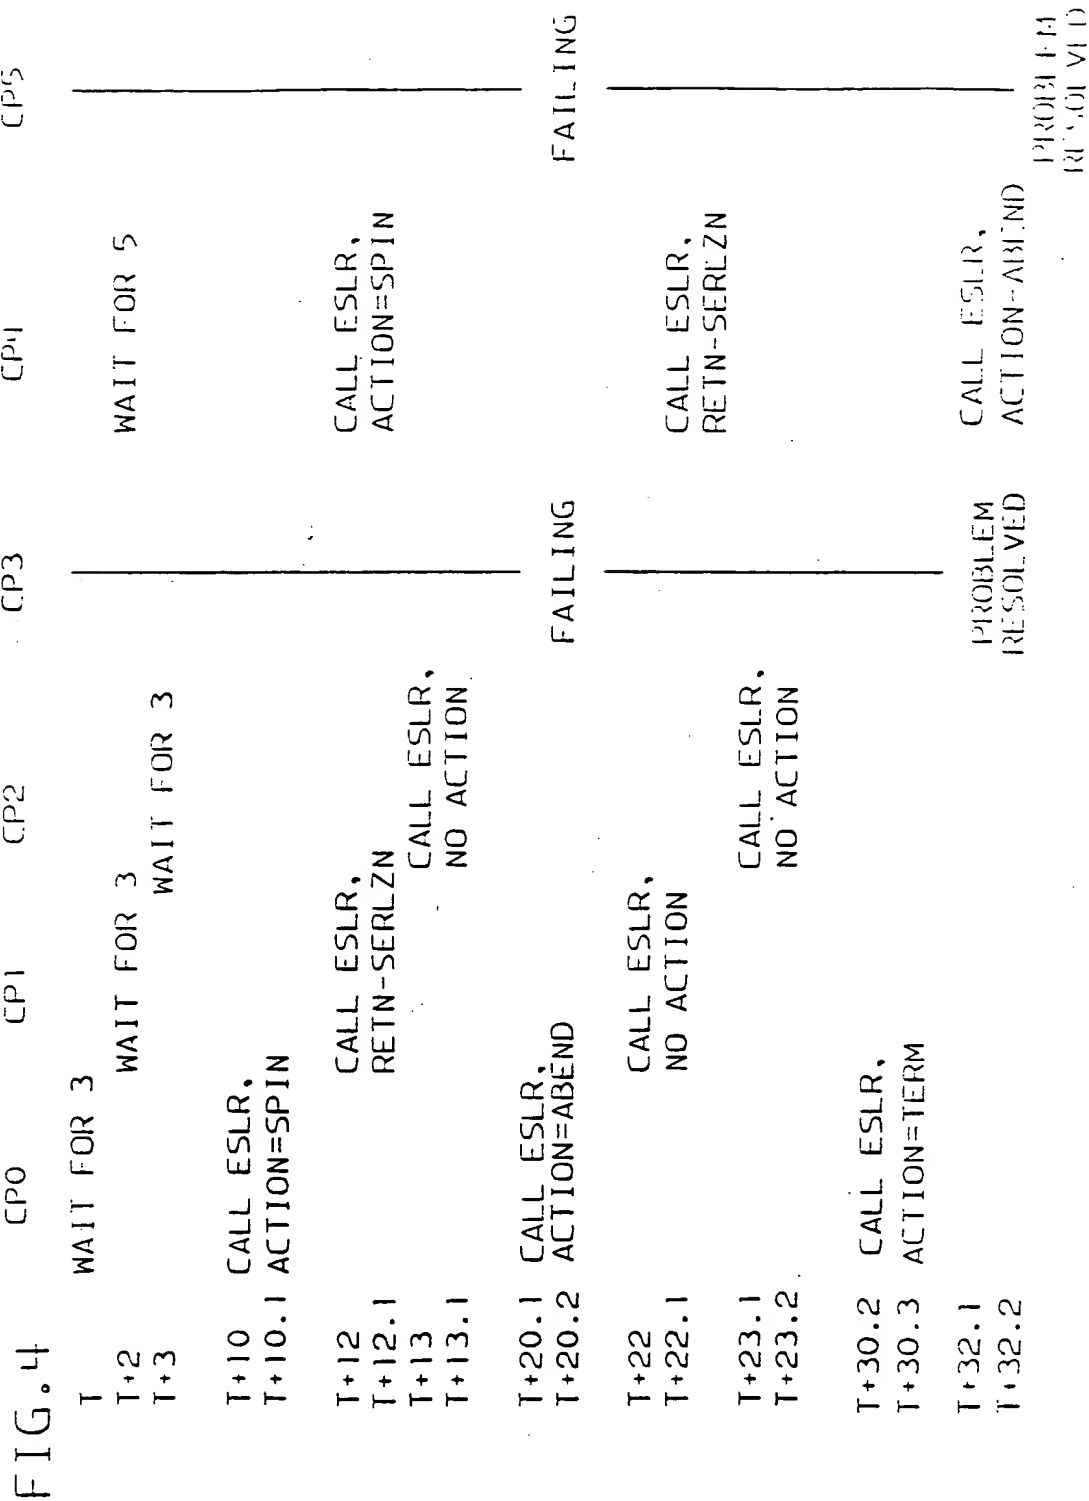 FIG. 4
CP0 CP1 CP2 CP3 CP4 CP5
T WAIT FOR 3
T+2 WAIT FOR 3 WAIT FOR 5
T+3 WAIT FOR 3
T+10 CALL ESLR,
T+10.1 ACTION=SPIN
T+12 CALL ESLR, CALL ESLR,
T+12.1 RETN-SERLZN ACTION=SPIN
T+13 CALL ESLR,
T+13.1 NO ACTION
T+20.1 CALL ESLR,
T+20.2 ACTION=ABEND FAILING FAILING
T+22 CALL ESLR, CALL ESLR,
T+22.1 NO ACTION RETN-SERLZN
T+23.1 CALL ESLR,
T+23.2 NO ACTION
T+30.2 CALL ESLR,
T+30.3 ACTION=TERM
T+32.1 PROBLEM CALL ESLR,
T+32.2 RESOLVED ACTION-ABEND
PROBLEM
RESOLVED